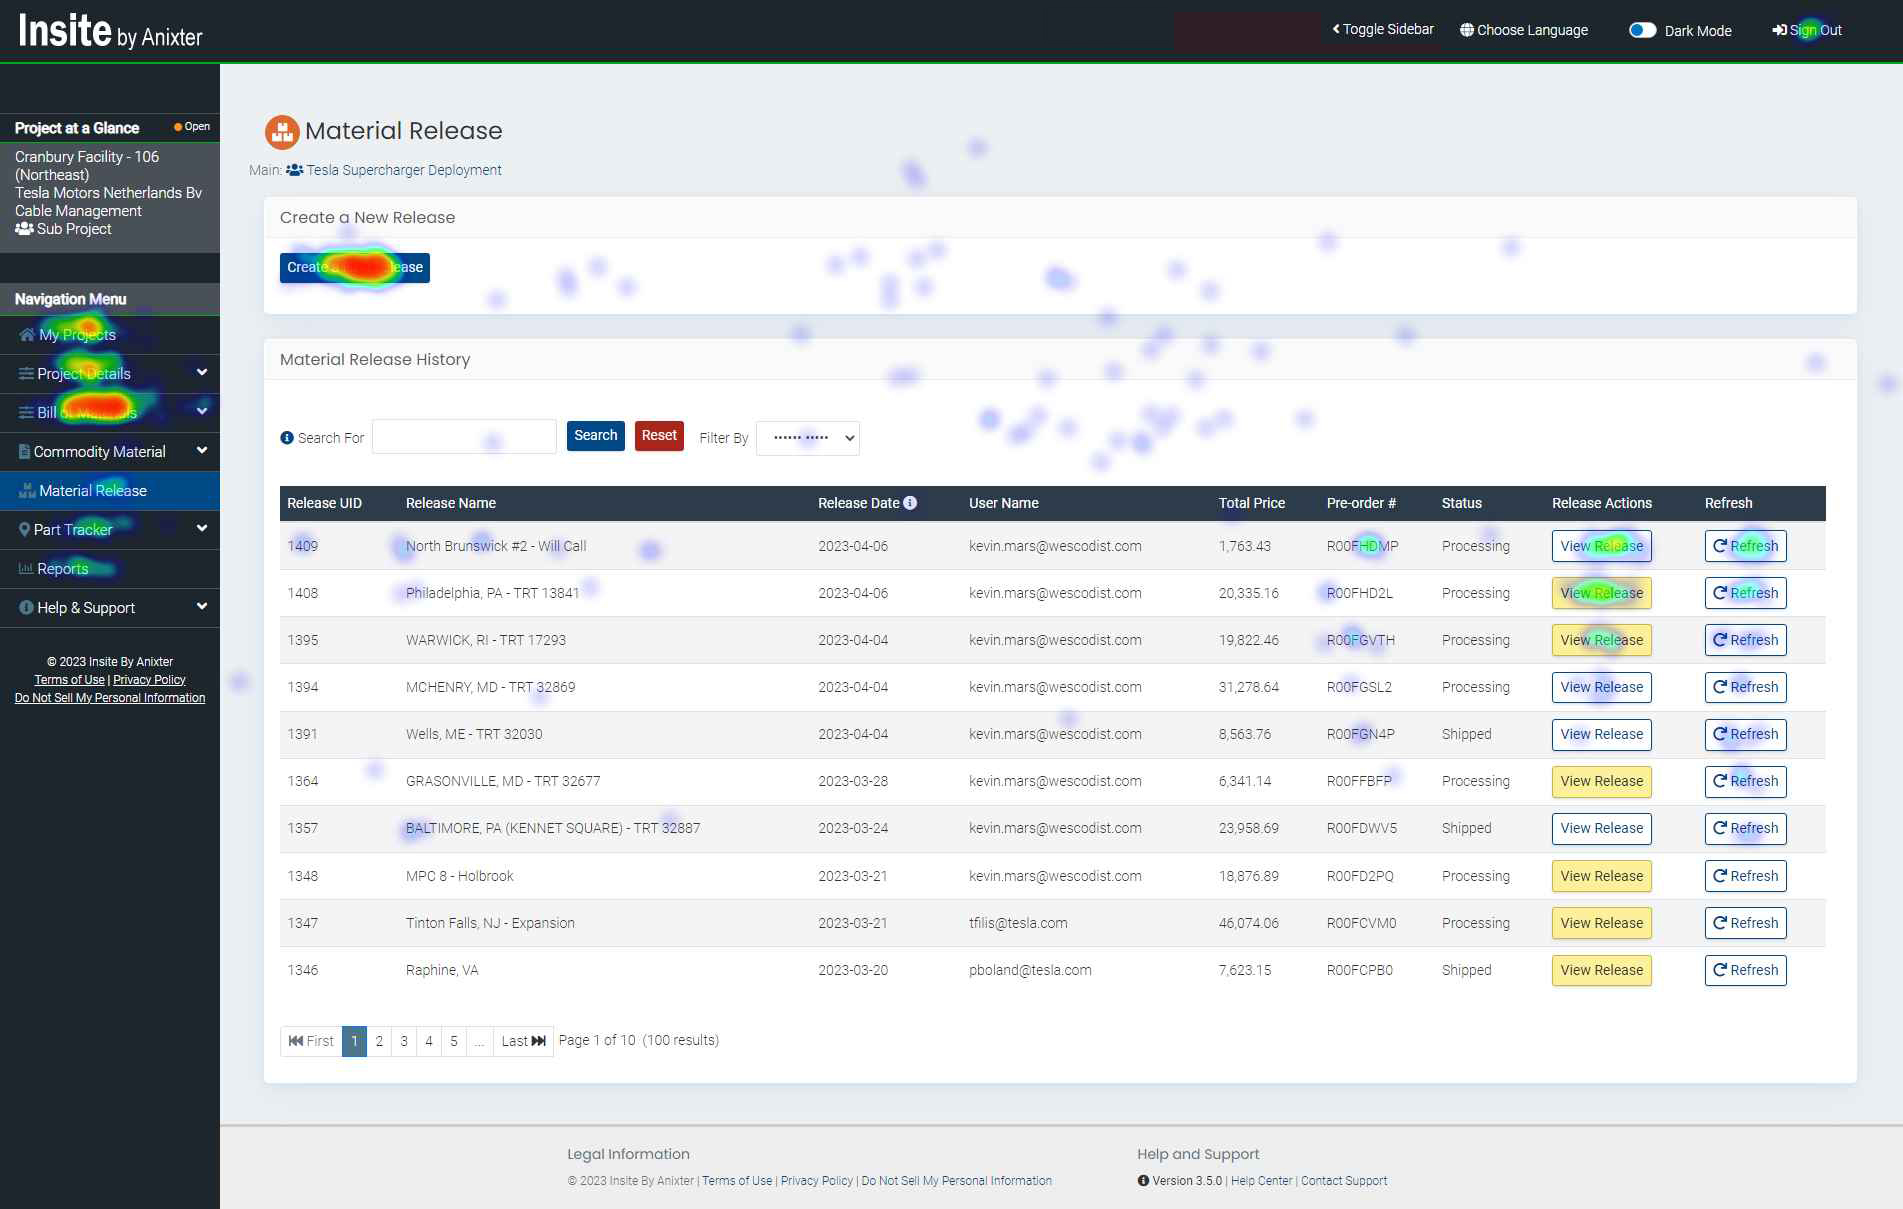 Insite by Anixter
Toggle Sidebar Choose Language Dark Mode Sign Out
Project at a Glance Open
Cranbury Facility - 106
(Northeast)
Tesla Motors Netherlands Bv
Cable Management
Sub Project
Navigation Menu
My Projects
Project Details
Bill of Materials
Commodity Material
Material Release
Part Tracker
Reports
Help & Support
© 2023 Insite By Anixter
Terms of Use | Privacy Policy
Do Not Sell My Personal Information
Material Release
Main: Tesla Supercharger Deployment
Create a New Release
Create a New Release
Material Release History
Search For Search Reset Filter By ------ -----
Release UID Release Name Release Date User Name Total Price Pre-order # Status Release Actions Refresh
1409 North Brunswick #2 - Will Call 2023-04-06 kevin.mars@wescodist.com 1,763.43 R00FHDMP Processing View Release Refresh
1408 Philadelphia, PA - TRT 13841 2023-04-06 kevin.mars@wescodist.com 20,335.16 R00FHD2L Processing View Release Refresh
1395 WARWICK, RI - TRT 17293 2023-04-04 kevin.mars@wescodist.com 19,822.46 R00FGVTH Processing View Release Refresh
1394 MCHENRY, MD - TRT 32869 2023-04-04 kevin.mars@wescodist.com 31,278.64 R00FGSL2 Processing View Release Refresh
1391 Wells, ME - TRT 32030 2023-04-04 kevin.mars@wescodist.com 8,563.76 R00FGN4P Shipped View Release Refresh
1364 GRASONVILLE, MD - TRT 32677 2023-03-28 kevin.mars@wescodist.com 6,341.14 R00FFBFP Processing View Release Refresh
1357 BALTIMORE, PA (KENNET SQUARE) - TRT 32887 2023-03-24 kevin.mars@wescodist.com 23,958.69 R00FDWV5 Shipped View Release Refresh
1348 MPC 8 - Holbrook 2023-03-21 kevin.mars@wescodist.com 18,876.89 R00FD2PQ Processing View Release Refresh
1347 Tinton Falls, NJ - Expansion 2023-03-21 tfilis@tesla.com 46,074.06 R00FCVM0 Processing View Release Refresh
1346 Raphine, VA 2023-03-20 pboland@tesla.com 7,623.15 R00FCPB0 Shipped View Release Refresh
First 1 2 3 4 5 ... Last Page 1 of 10 (100 results)
Legal Information
© 2023 Insite By Anixter | Terms of Use | Privacy Policy | Do Not Sell My Personal Information
Help and Support
Version 3.5.0 | Help Center | Contact Support